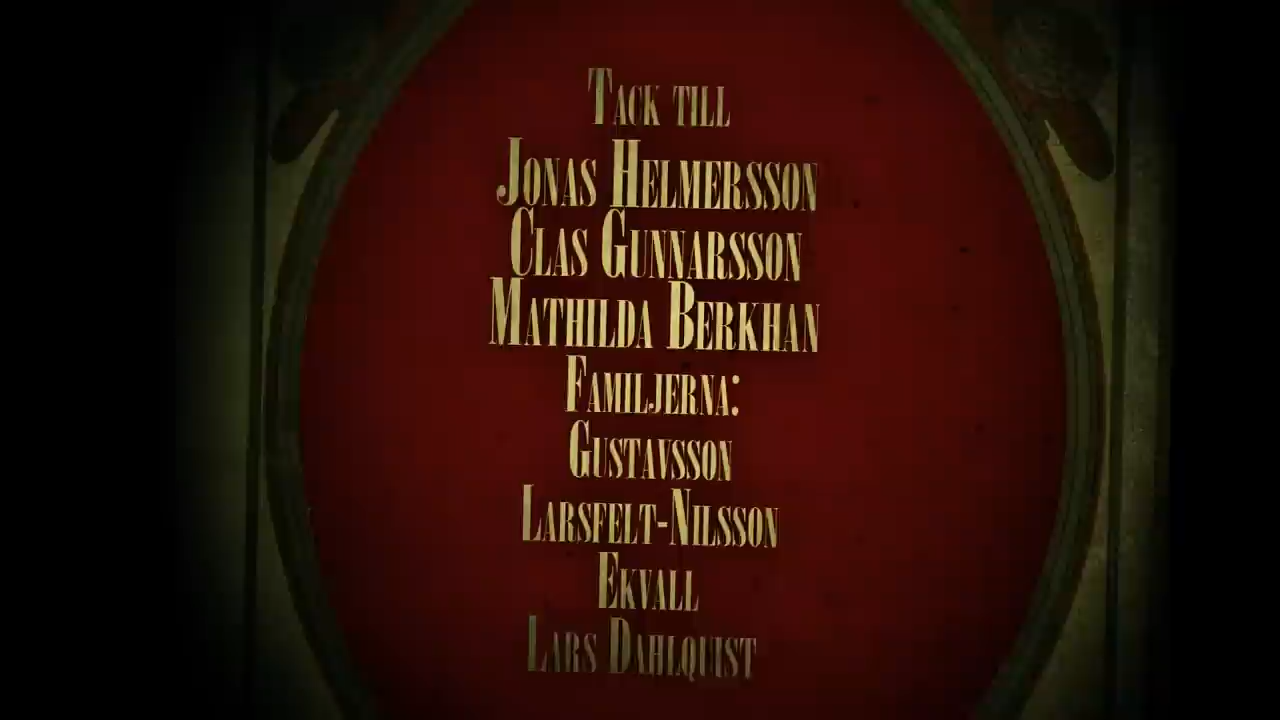 Tack till
Jonas Helmersson
Clas Gunnarsson
Mathilda Berkhan
Familjerna:
Gustavsson
Larsfelt-Nilsson
Ekvall
Lars Dahlquist